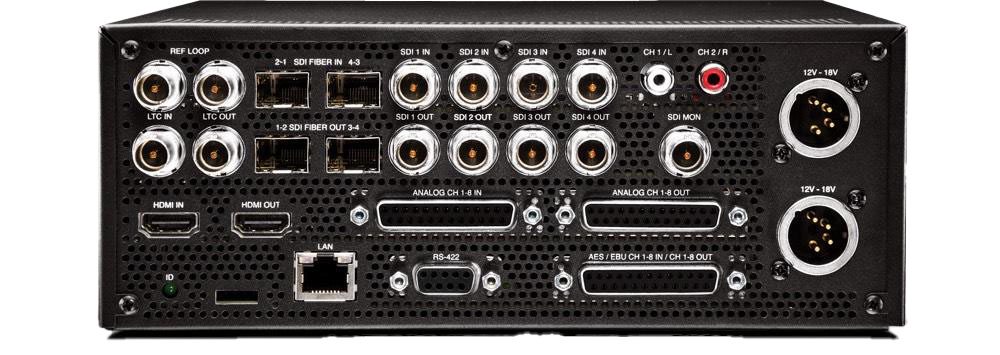 REF LOOP
2-1 SDI FIBER IN 4-3
SDI 1 IN
SDI 2 IN
SDI 3 IN
SDI 4 IN
CH 1 / L
CH 2 / R
12V - 18V
LTC IN
LTC OUT
1-2 SDI FIBER OUT 3-4
SDI 1 OUT
SDI 2 OUT
SDI 3 OUT
SDI 4 OUT
SDI MON
HDMI IN
HDMI OUT
ANALOG CH 1-8 IN
ANALOG CH 1-8 OUT
12V - 18V
LAN
RS-422
AES / EBU CH 1-8 IN / CH 1-8 OUT
ID